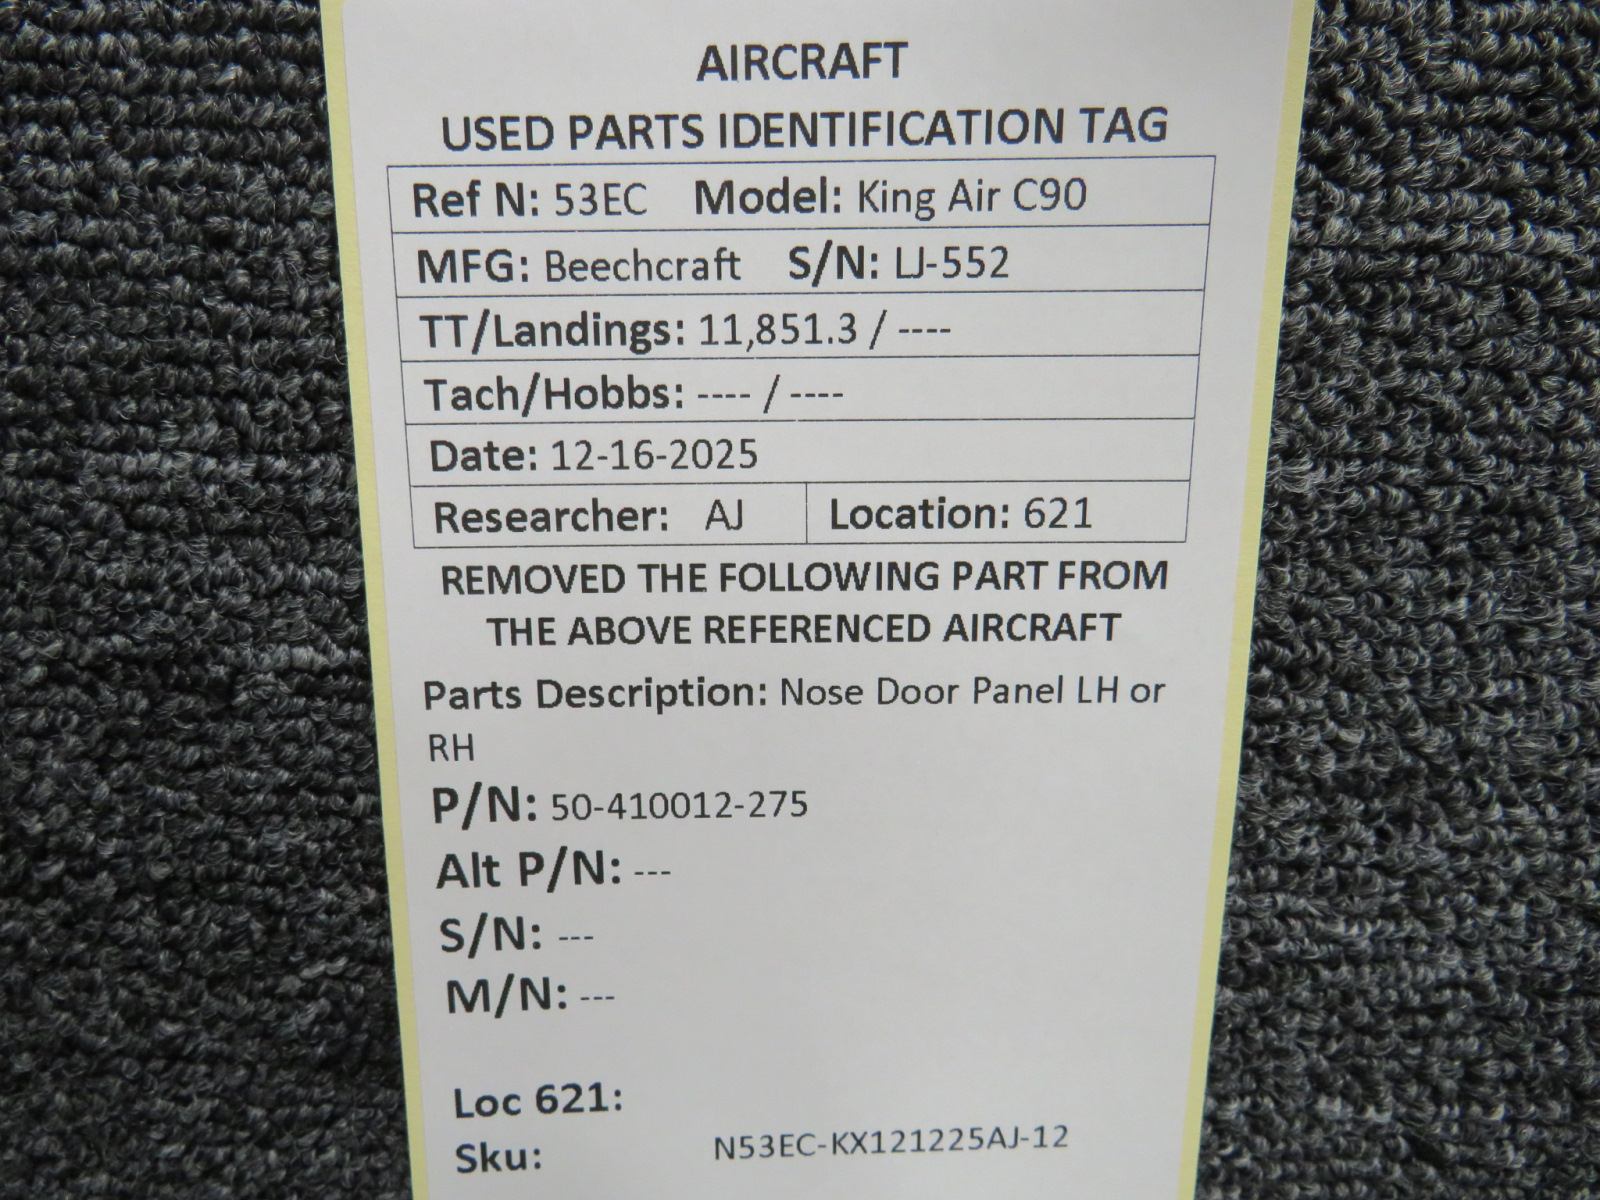 AIRCRAFT
USED PARTS IDENTIFICATION TAG
Ref N: 53EC Model: King Air C90
MFG: Beechcraft S/N: LJ-552
TT/Landings: 11,851.3 / ----
Tach/Hobbs: ---- / ----
Date: 12-16-2025
Researcher: AJ Location: 621
REMOVED THE FOLLOWING PART FROM
THE ABOVE REFERENCED AIRCRAFT
Parts Description: Nose Door Panel LH or
RH
P/N: 50-410012-275
Alt P/N: ---
S/N: ---
M/N: ---
Loc 621:
Sku: N53EC-KX121225AJ-12